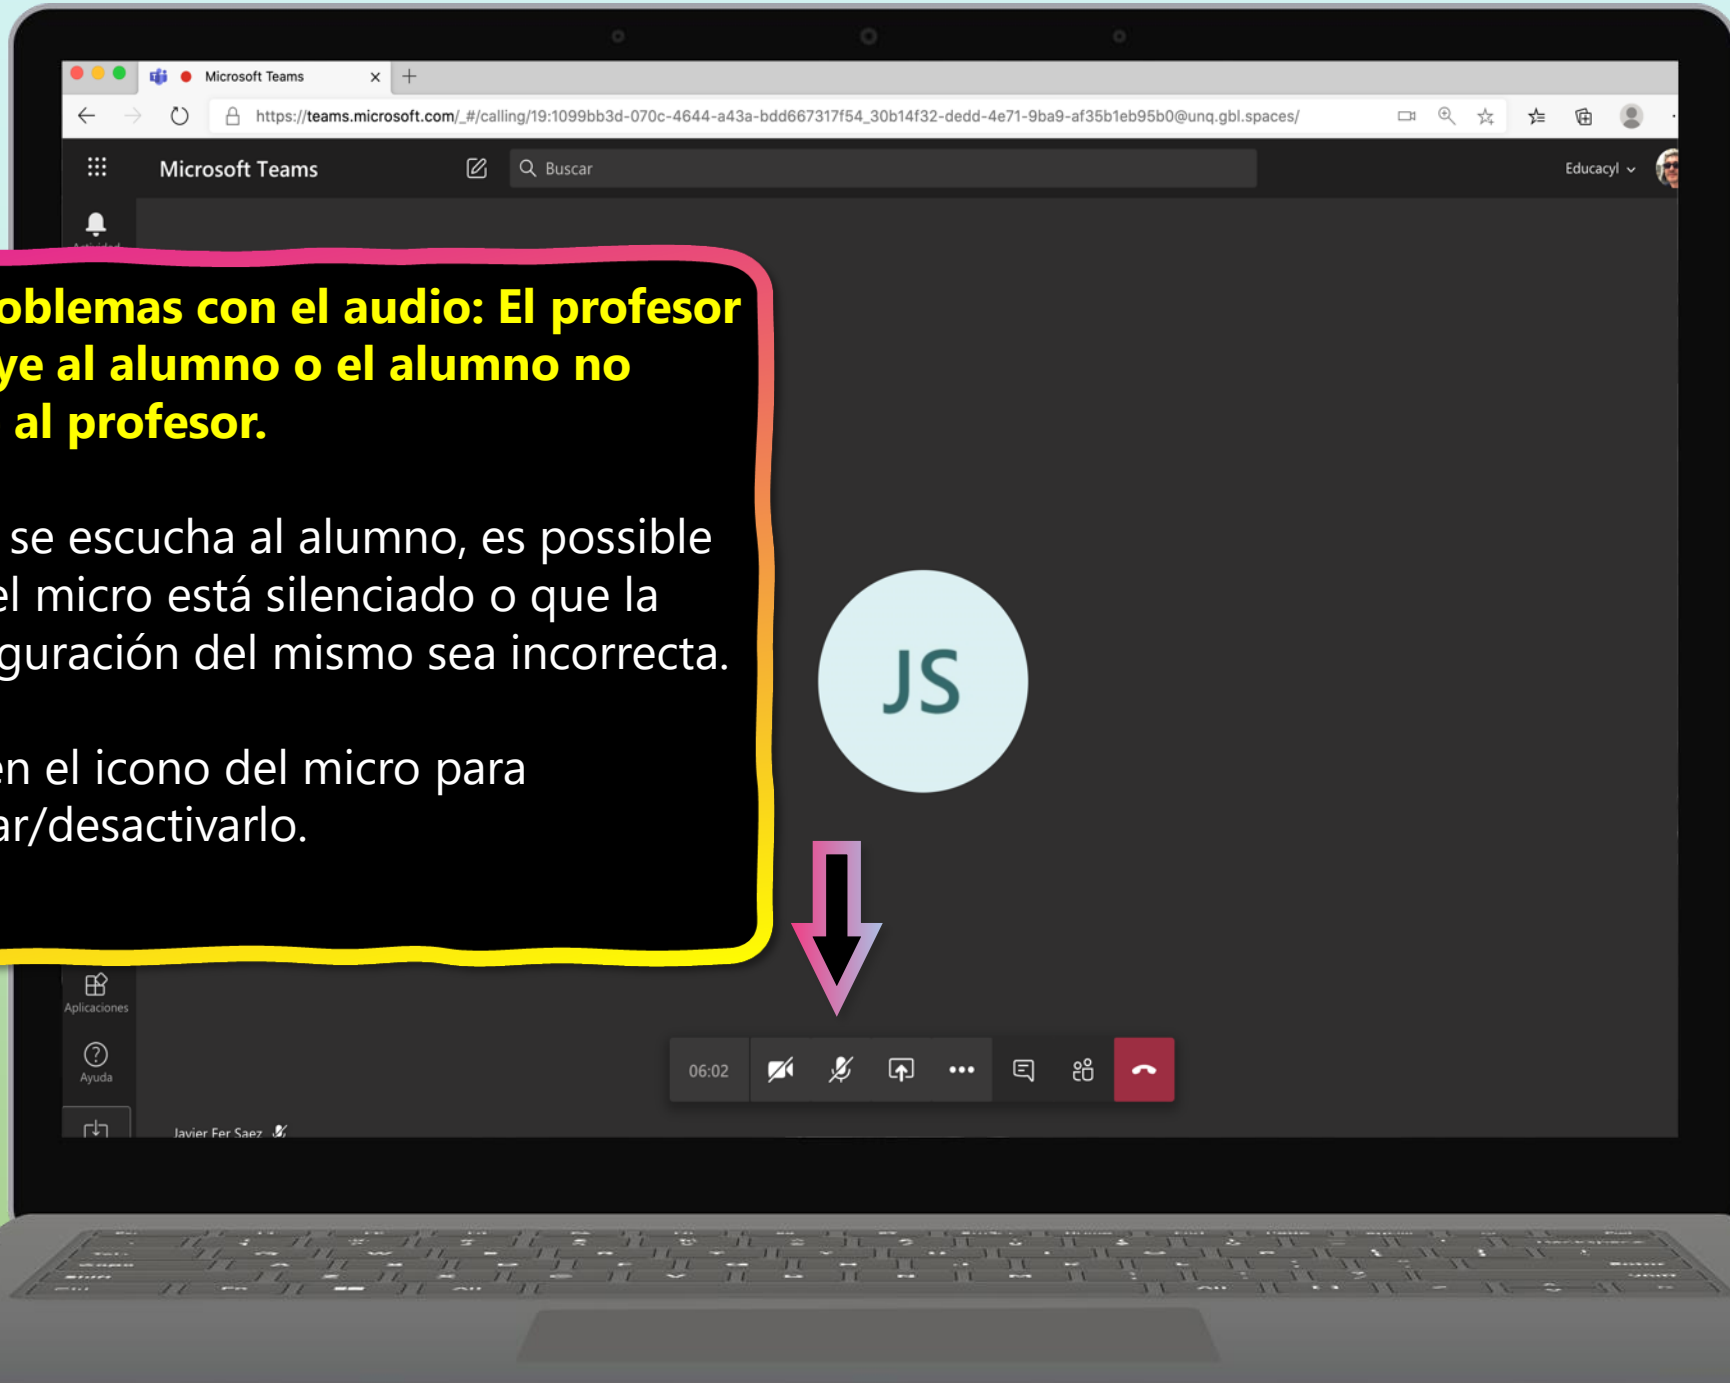 Microsoft Teams
https://teams.microsoft.com/_#/calling/19:1099bb3d-070c-4644-a43a-bdd667317f54_30b14f32-dedd-4e71-9ba9-af35b1eb95b0@unq.gbl.spaces/
Microsoft Teams
Buscar
Educacyl
Actividad
oblemas con el audio: El profesor
ye al alumno o el alumno no
al profesor.
se escucha al alumno, es possible
el micro está silenciado o que la
guración del mismo sea incorrecta.
en el icono del micro para
ar/desactivarlo.
JS
Aplicaciones
Ayuda
06:02
Javier Fer Saez